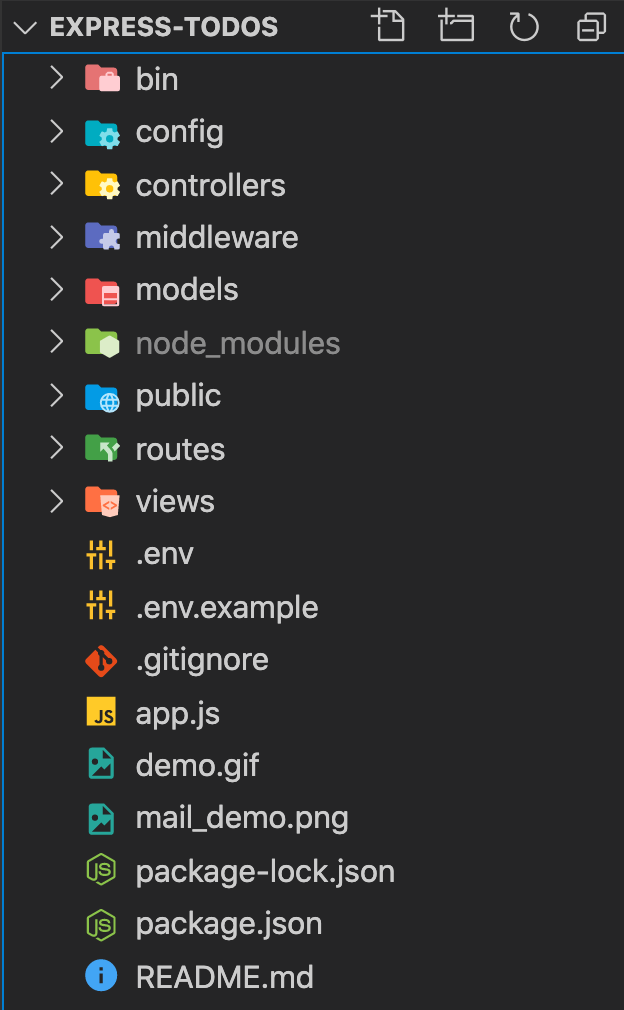 EXPRESS-TODOS
bin
config
controllers
middleware
models
node_modules
public
routes
views
.env
.env.example
.gitignore
JS app.js
demo.gif
mail_demo.png
JS package-lock.json
JS package.json
i README.md